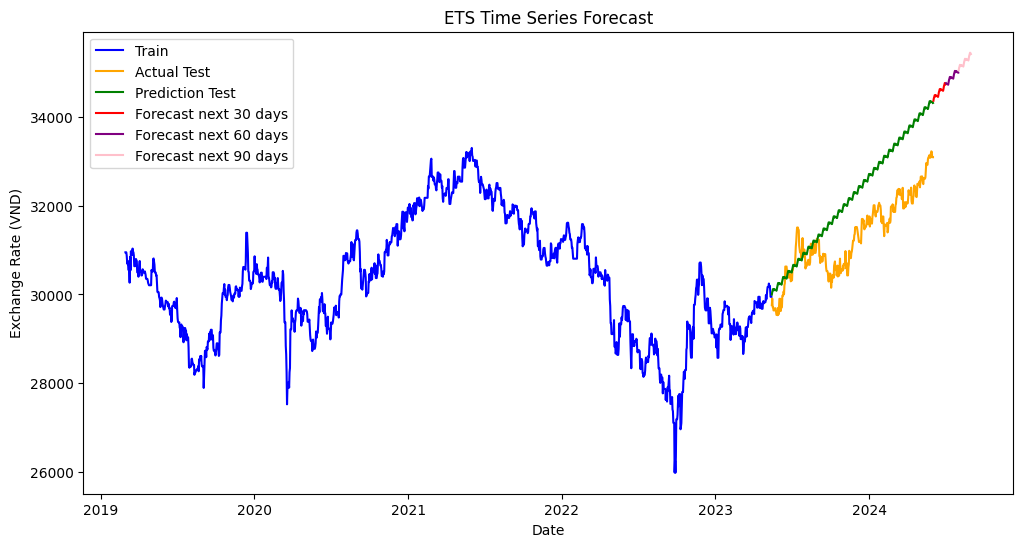 ETS Time Series Forecast
Train
Actual Test
Prediction Test
Forecast next 30 days
Forecast next 60 days
Forecast next 90 days
Exchange Rate (VND)
34000
32000
30000
28000
26000
2019 2020 2021 2022 2023 2024
Date